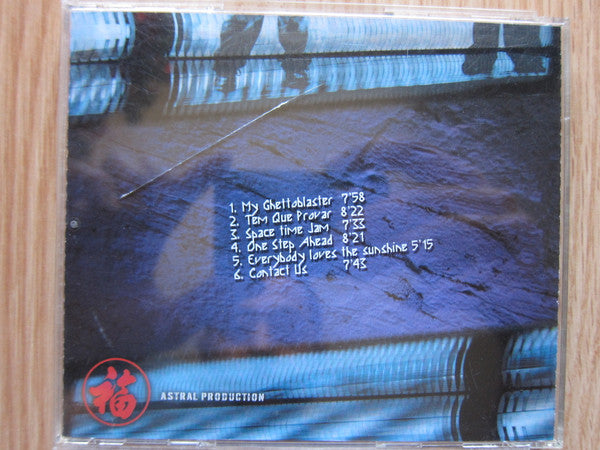 1. My Ghettoblaster 7'58
2. Tem Que Provar 8'22
3. Space time Jam 7'33
4. One Step Ahead 8'21
5. Everybody loves the sunshine 5'15
6. Contact Us 7'43
福
ASTRAL PRODUCTION